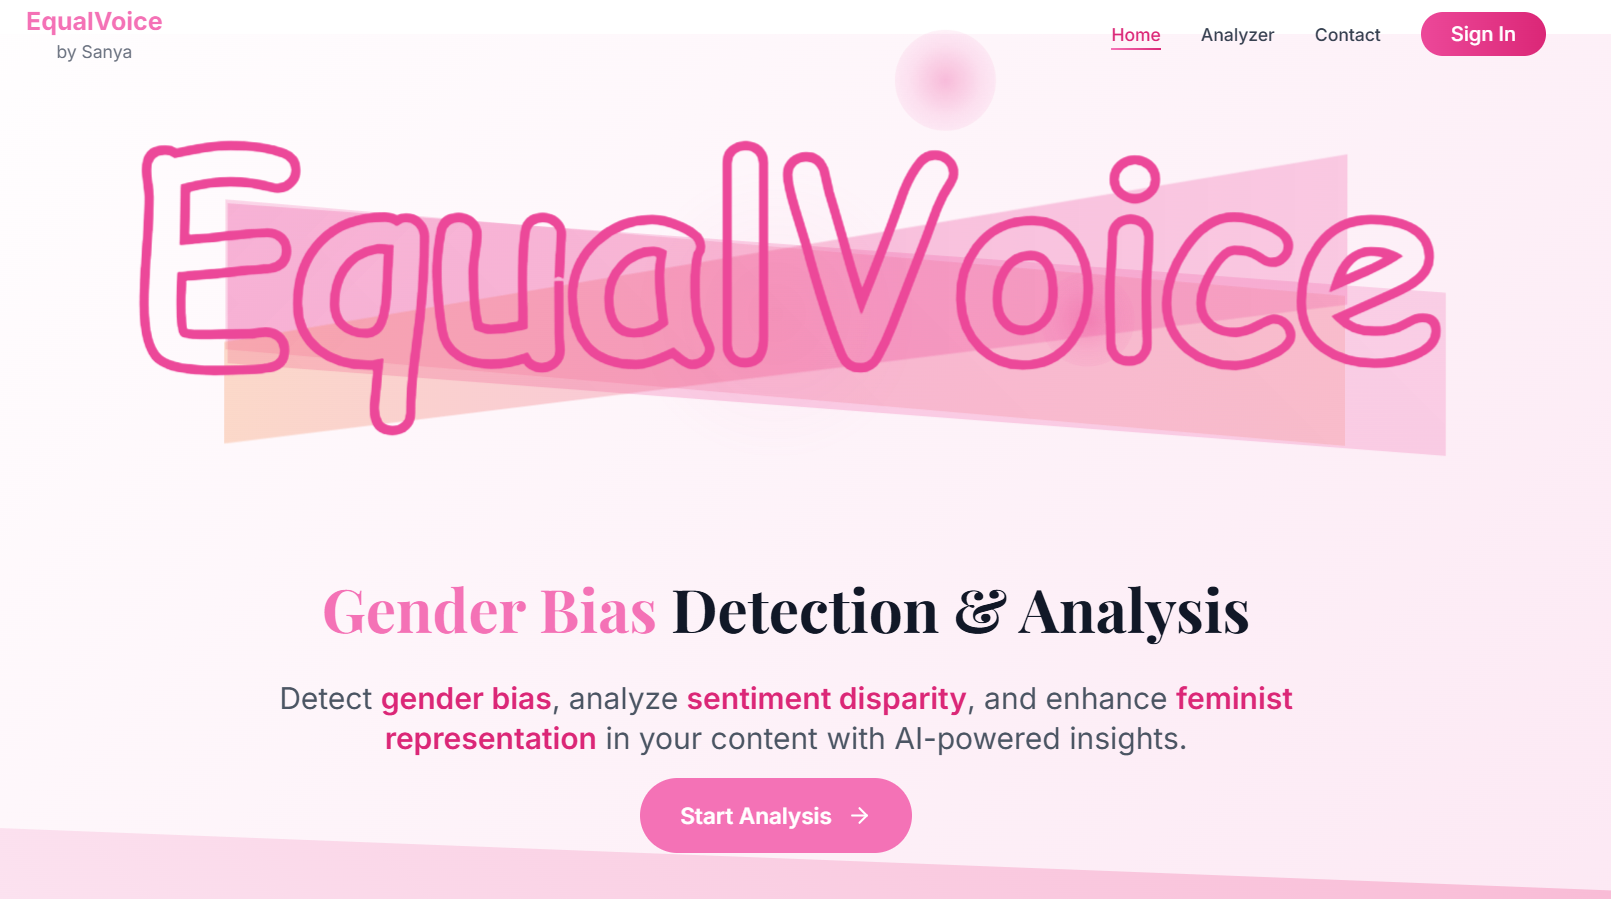 EqualVoice
by Sanya
Home
Analyzer
Contact
Sign In
EqualVoice
Gender Bias Detection & Analysis
Detect gender bias, analyze sentiment disparity, and enhance feminist
representation in your content with AI-powered insights.
Start Analysis →